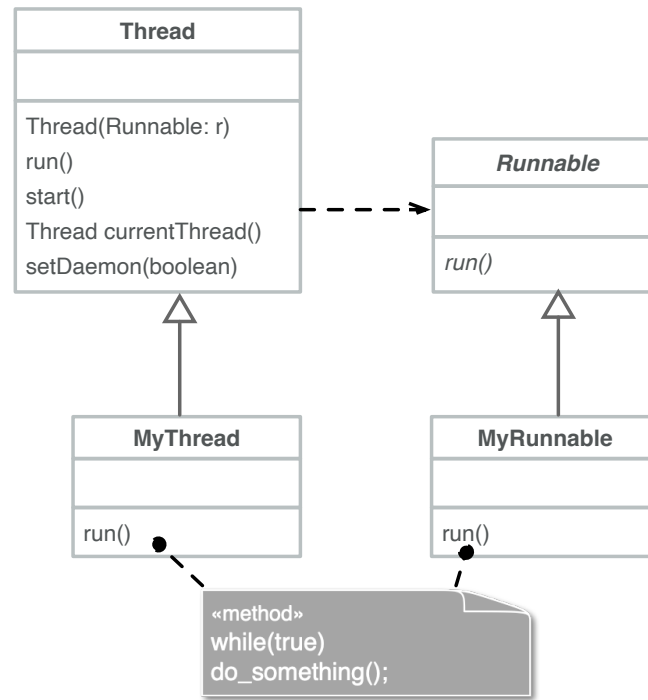 Thread
Thread(Runnable: r)
run()
start()
Thread currentThread()
setDaemon(boolean)
Runnable
run()
MyThread
run()
MyRunnable
run()
«method»
while(true)
do_something();